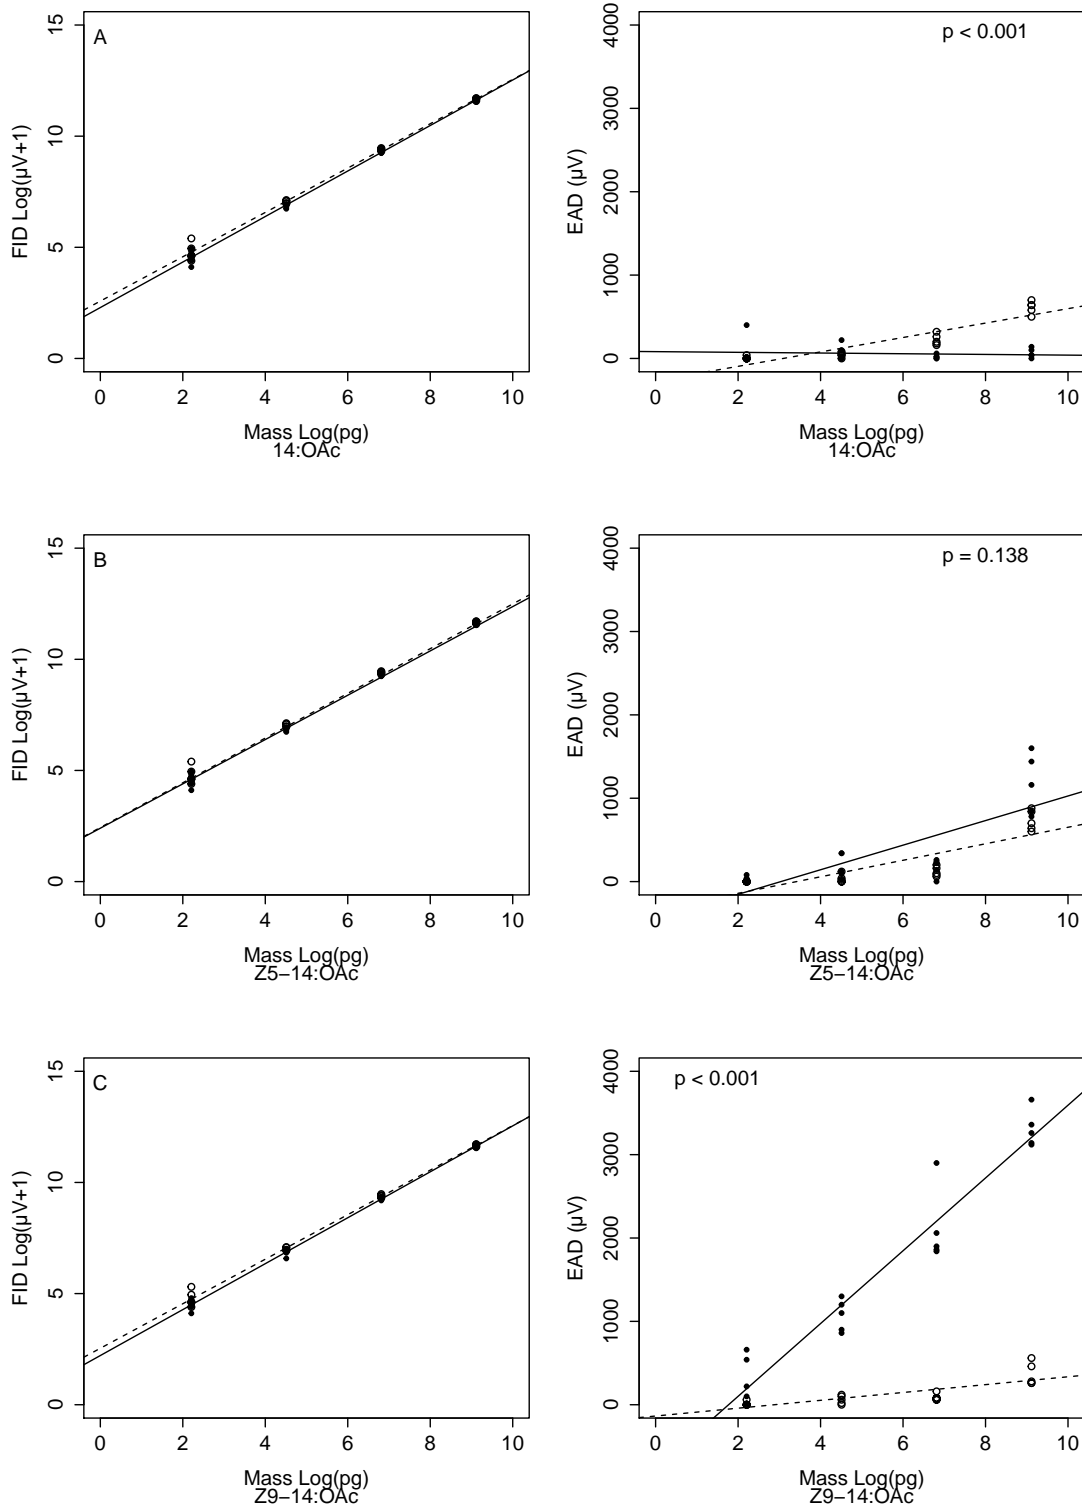 A
FID Log(µV+1)
0 5 10 15
0 2 4 6 8 10
Mass Log(pg)
14:OAc
p < 0.001
EAD (µV)
0 1000 2000 3000 4000
0 2 4 6 8 10
Mass Log(pg)
14:OAc
B
FID Log(µV+1)
0 5 10 15
0 2 4 6 8 10
Mass Log(pg)
Z5−14:OAc
p = 0.138
EAD (µV)
0 1000 2000 3000 4000
0 2 4 6 8 10
Mass Log(pg)
Z5−14:OAc
C
FID Log(µV+1)
0 5 10 15
0 2 4 6 8 10
Mass Log(pg)
Z9−14:OAc
p < 0.001
EAD (µV)
0 1000 2000 3000 4000
0 2 4 6 8 10
Mass Log(pg)
Z9−14:OAc